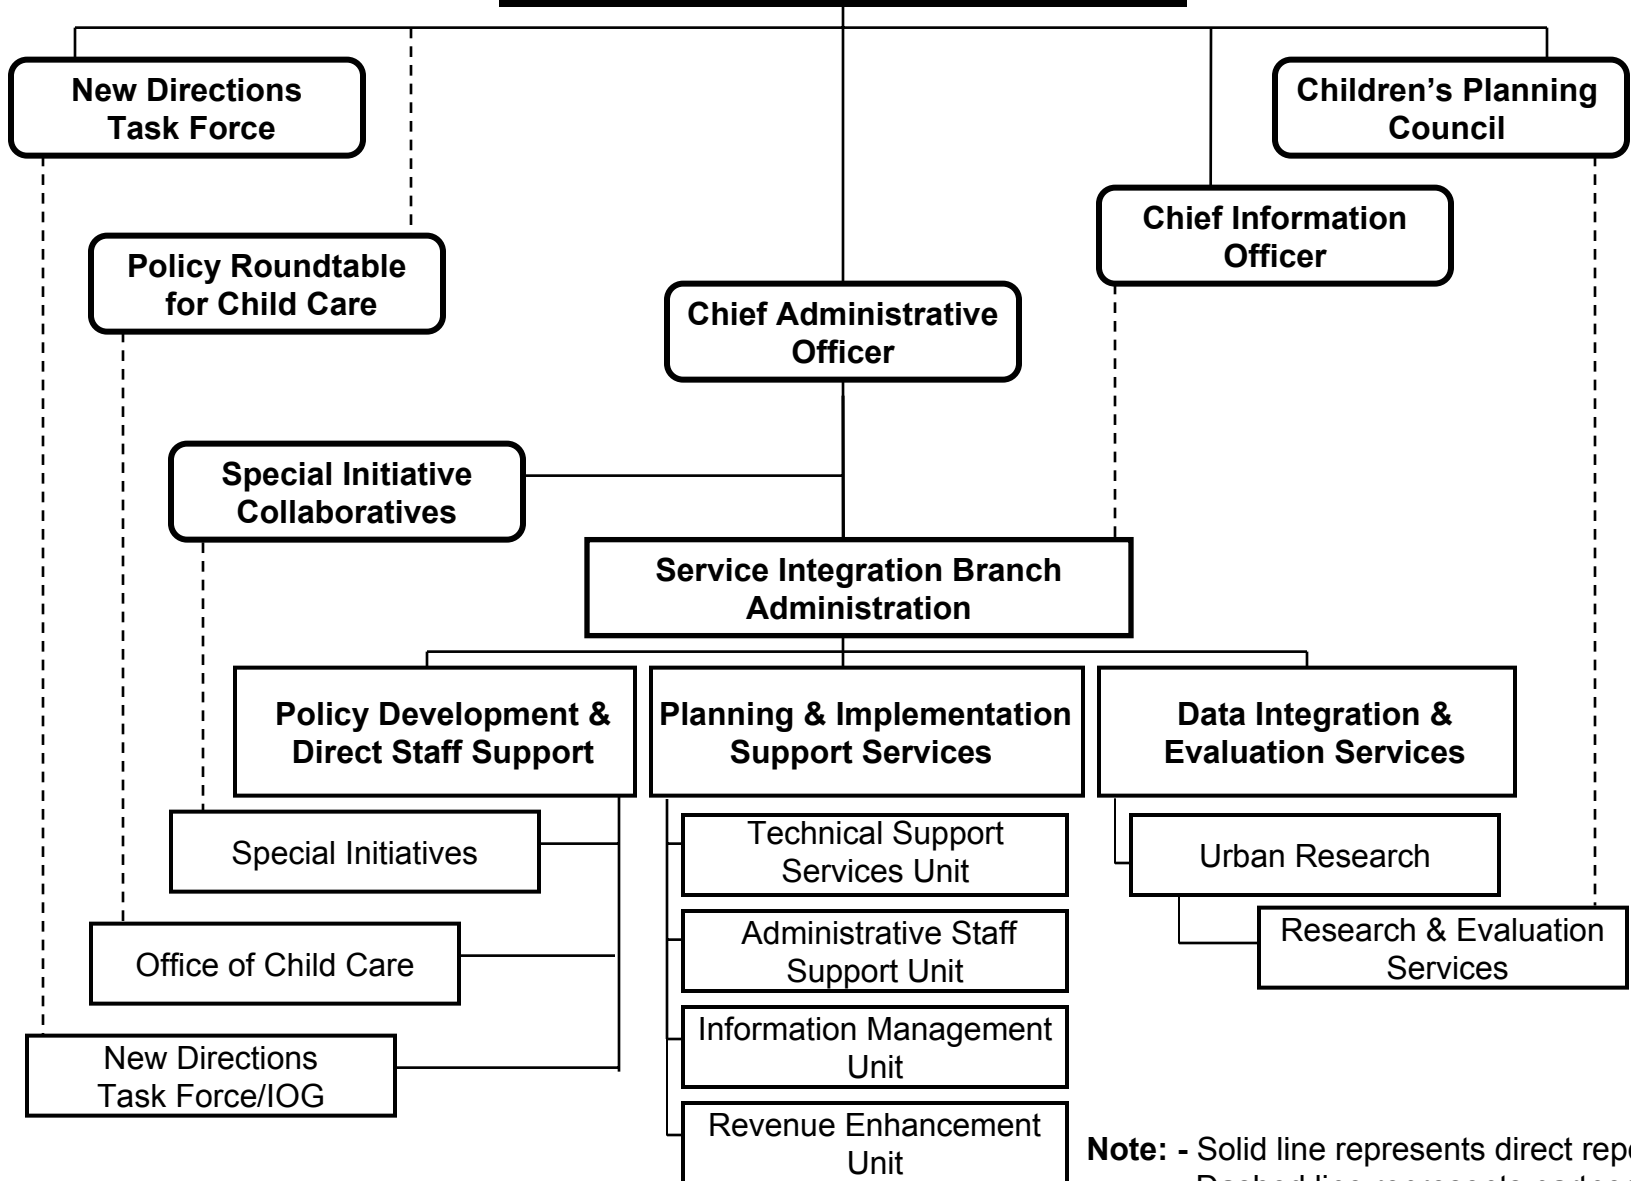 New Directions
Task Force
Children's Planning
Council
Chief Information
Officer
Policy Roundtable
for Child Care
Chief Administrative
Officer
Special Initiative
Collaboratives
Service Integration Branch
Administration
Policy Development &
Direct Staff Support
Planning & Implementation
Support Services
Data Integration &
Evaluation Services
Special Initiatives
Technical Support
Services Unit
Urban Research
Office of Child Care
Administrative Staff
Support Unit
Research & Evaluation
Services
New Directions
Task Force/IOG
Information Management
Unit
Revenue Enhancement
Unit
Note: - Solid line represents direct